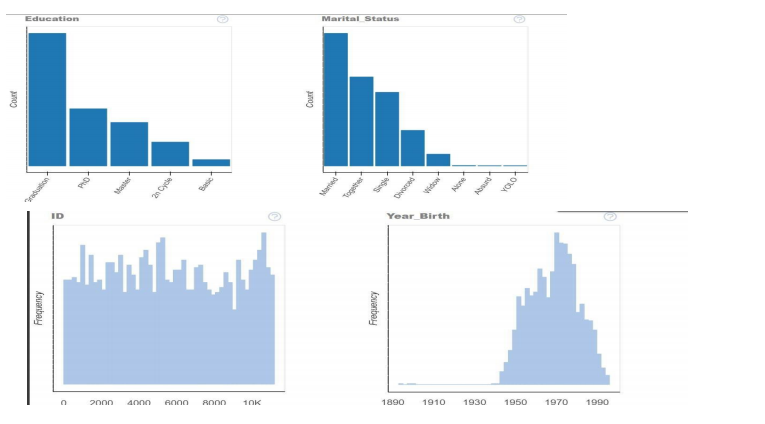 Education
Marital_Status
Count
Count
Graduation
PhD
Master
2n Cycle
Basic
Married
Together
Single
Divorced
Widow
Alone
Absurd
YOLO
ID
Year_Birth
Frequency
Frequency
0 2000 4000 6000 8000 10K
1890 1910 1930 1950 1970 1990